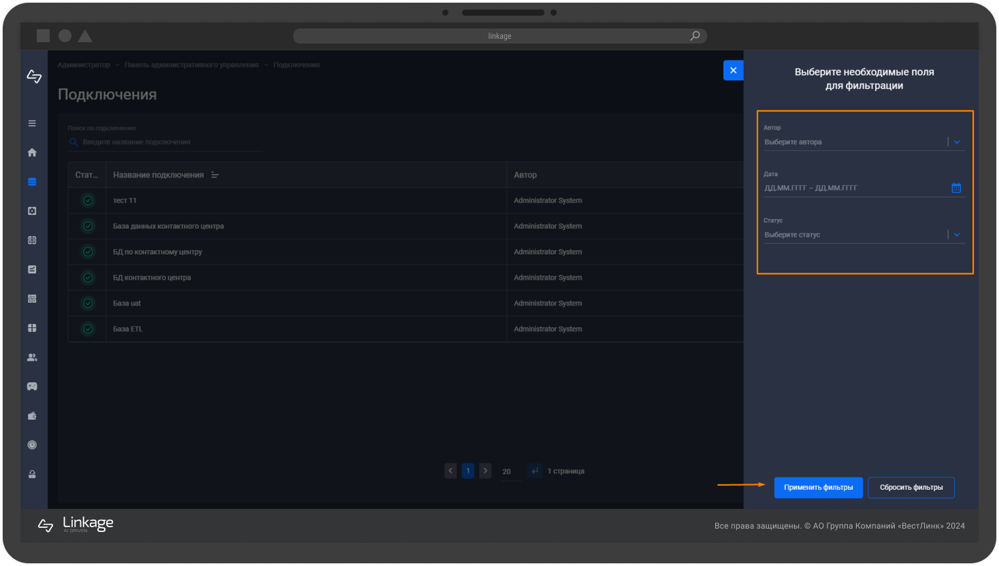 linkage
Администратор – Панель административного управления – Подключения
Подключения
Поиск по подключению
Введите название подключения
Стат... Название подключения Автор
тест 11 Administrator System
База данных контактного центра Administrator System
БД по контактному центру Administrator System
БД контактного центра Administrator System
База uat Administrator System
База ETL Administrator System
1 20 1 страница
Выберите необходимые поля
для фильтрации
Автор
Выберите автора
Дата
ДД.ММ.ГГГГ – ДД.ММ.ГГГГ
Статус
Выберите статус
Применить фильтры Сбросить фильтры
Linkage
AI DRIVEN
Все права защищены. © АО Группа Компаний «ВестЛинк» 2024